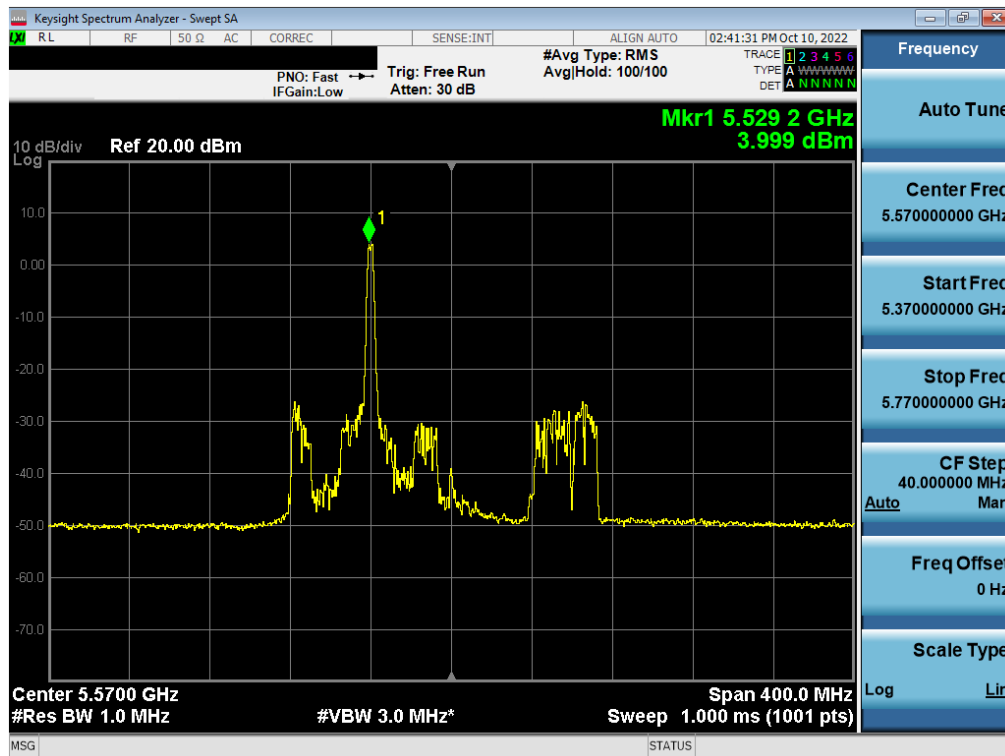 Keysight Spectrum Analyzer - Swept SA
LXI RL RF 50 Ω AC CORREC SENSE:INT ALIGN AUTO 02:41:31 PM Oct 10, 2022
PNO: Fast
IFGain:Low
Trig: Free Run
Atten: 30 dB
#Avg Type: RMS
Avg|Hold: 100/100
TRACE 1 2 3 4 5 6
TYPE A WWWWW
DET A N N N N N
Mkr1 5.529 2 GHz
3.999 dBm
10 dB/div Ref 20.00 dBm
Log
1
10.0
0.00
-10.0
-20.0
-30.0
-40.0
-50.0
-60.0
-70.0
Center 5.5700 GHz Span 400.0 MHz
#Res BW 1.0 MHz #VBW 3.0 MHz* Sweep 1.000 ms (1001 pts)
MSG STATUS
Frequency
Auto Tune
Center Freq
5.570000000 GHz
Start Freq
5.370000000 GHz
Stop Freq
5.770000000 GHz
CF Step
40.000000 MHz
Auto Man
Freq Offset
0 Hz
Scale Type
Log Lin